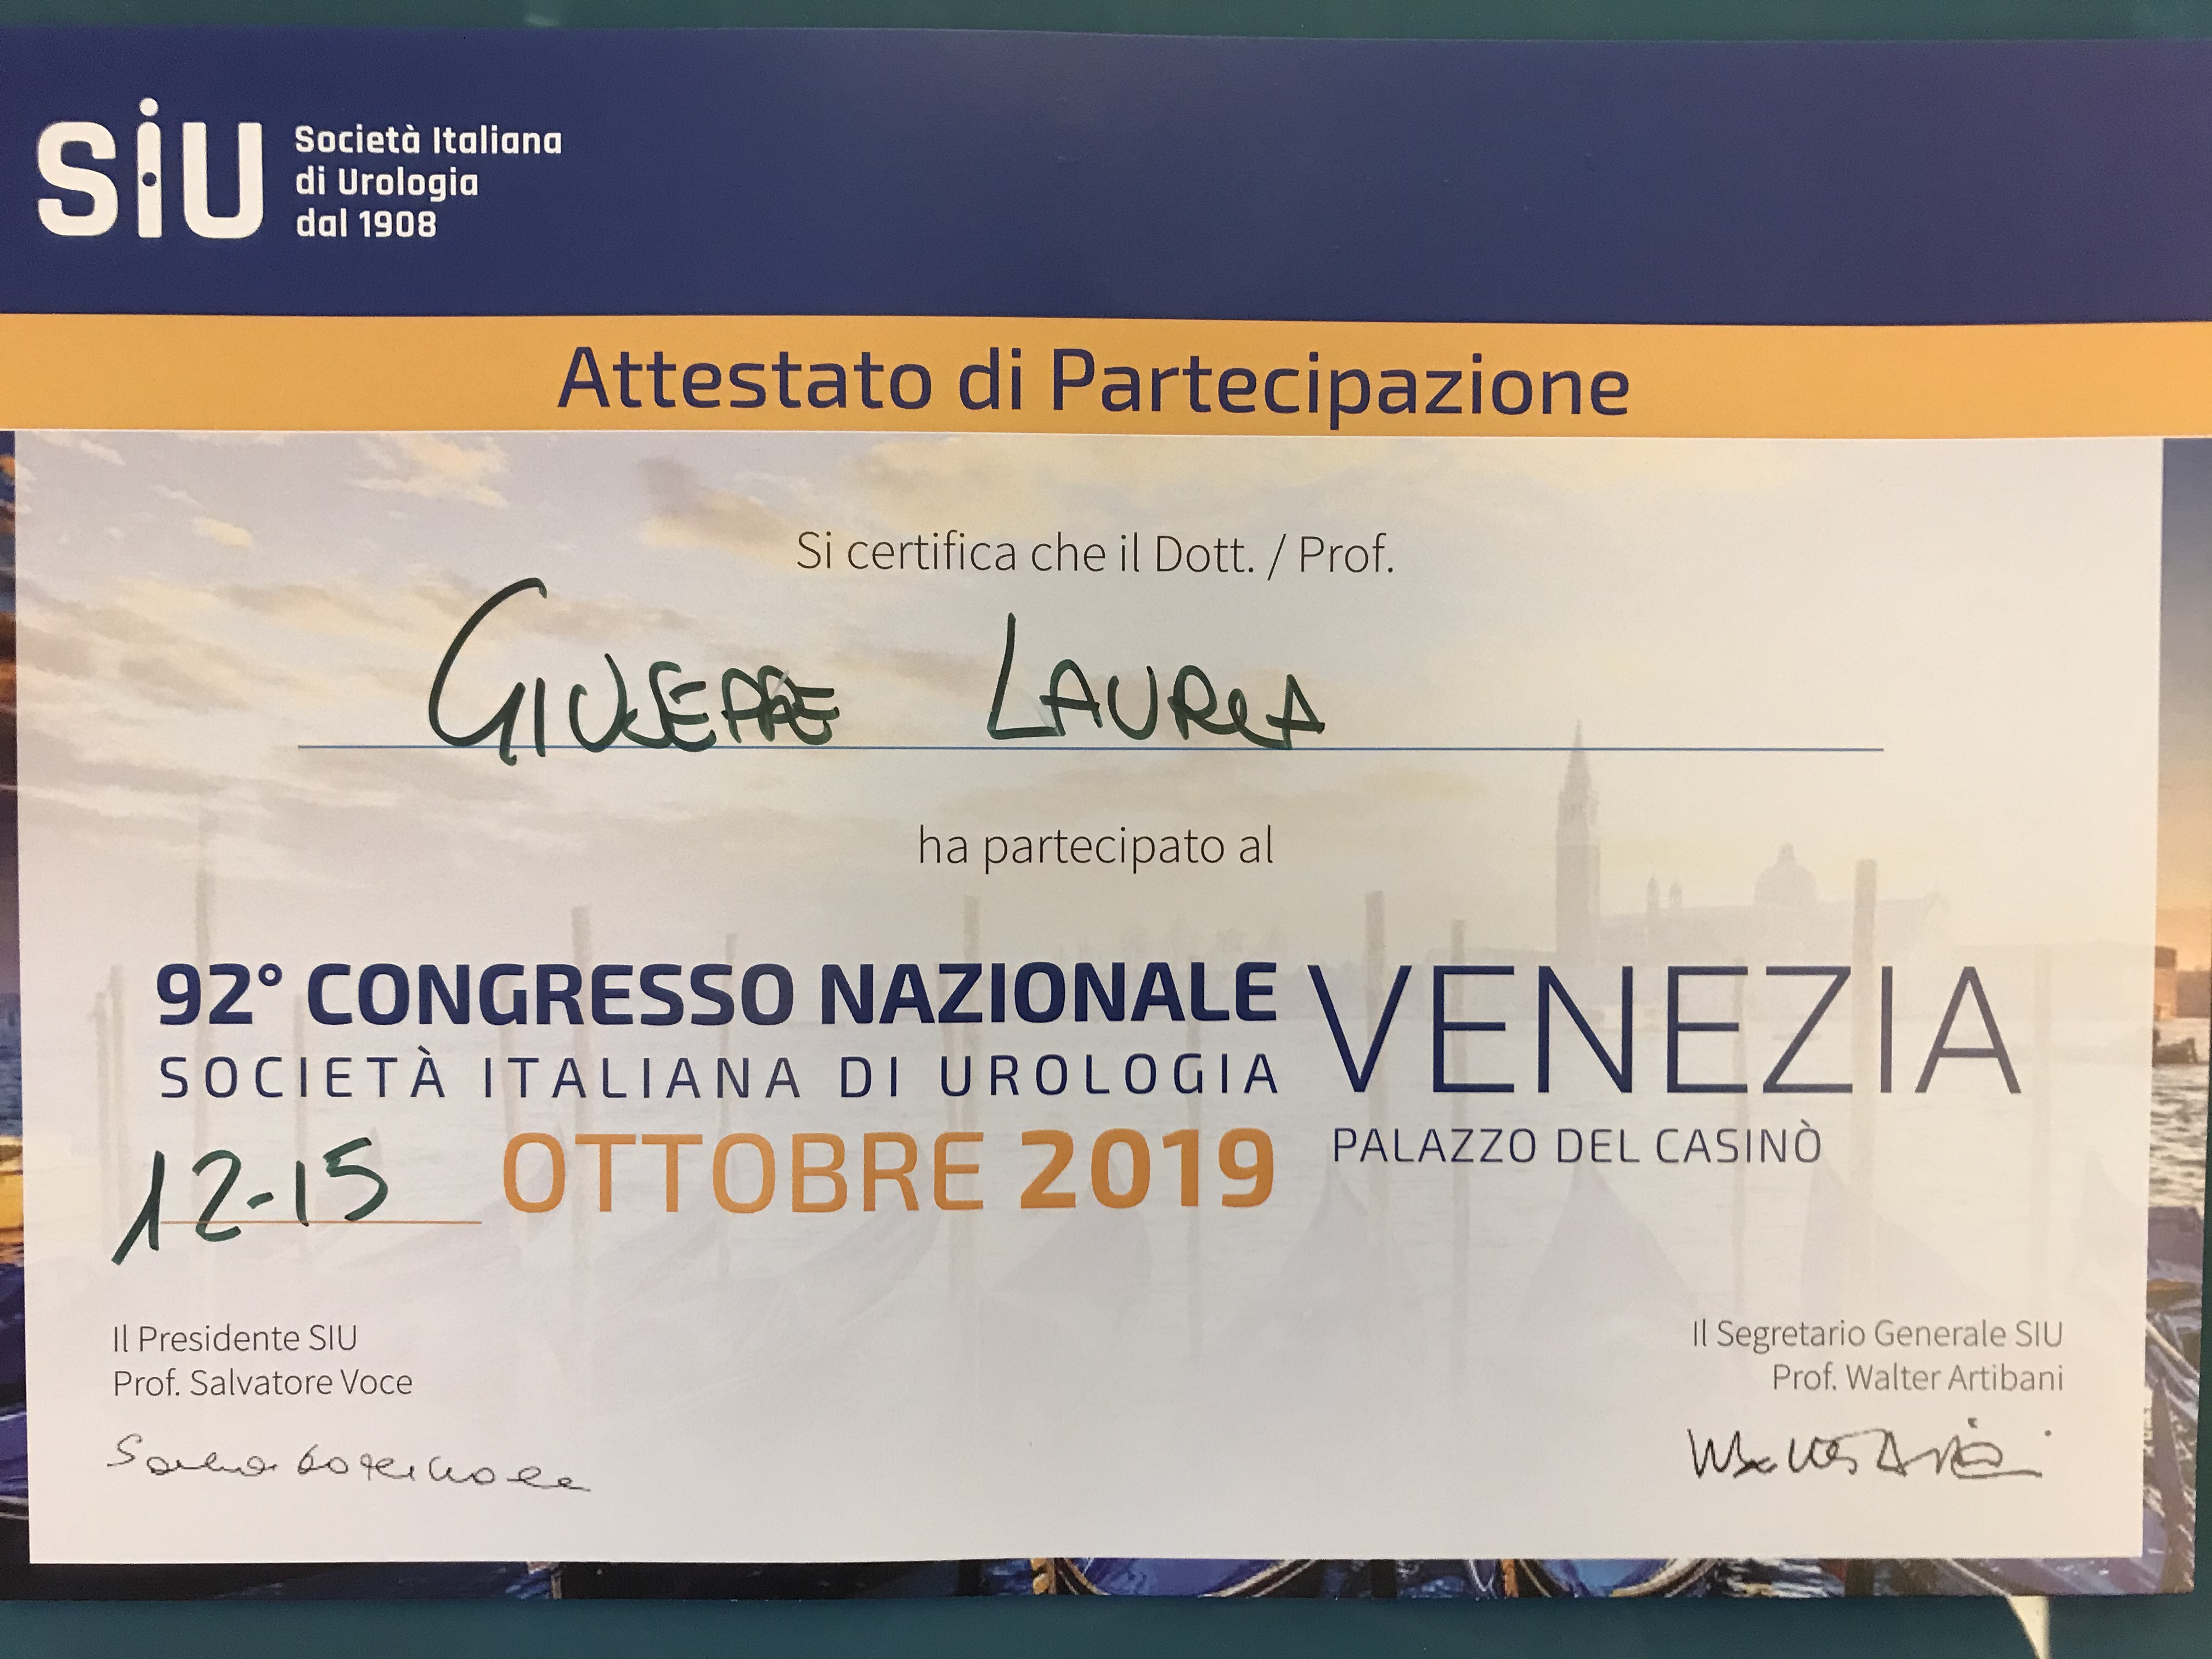 SiU
Società Italiana
di Urologia
dal 1908
Attestato di Partecipazione
Si certifica che il Dott. / Prof.
GIUSEPPE LAURIA
ha partecipato al
92° CONGRESSO NAZIONALE
SOCIETÀ ITALIANA DI UROLOGIA
12-15 OTTOBRE 2019
VENEZIA
PALAZZO DEL CASINÒ
Il Presidente SIU
Prof. Salvatore Voce
Il Segretario Generale SIU
Prof. Walter Artibani